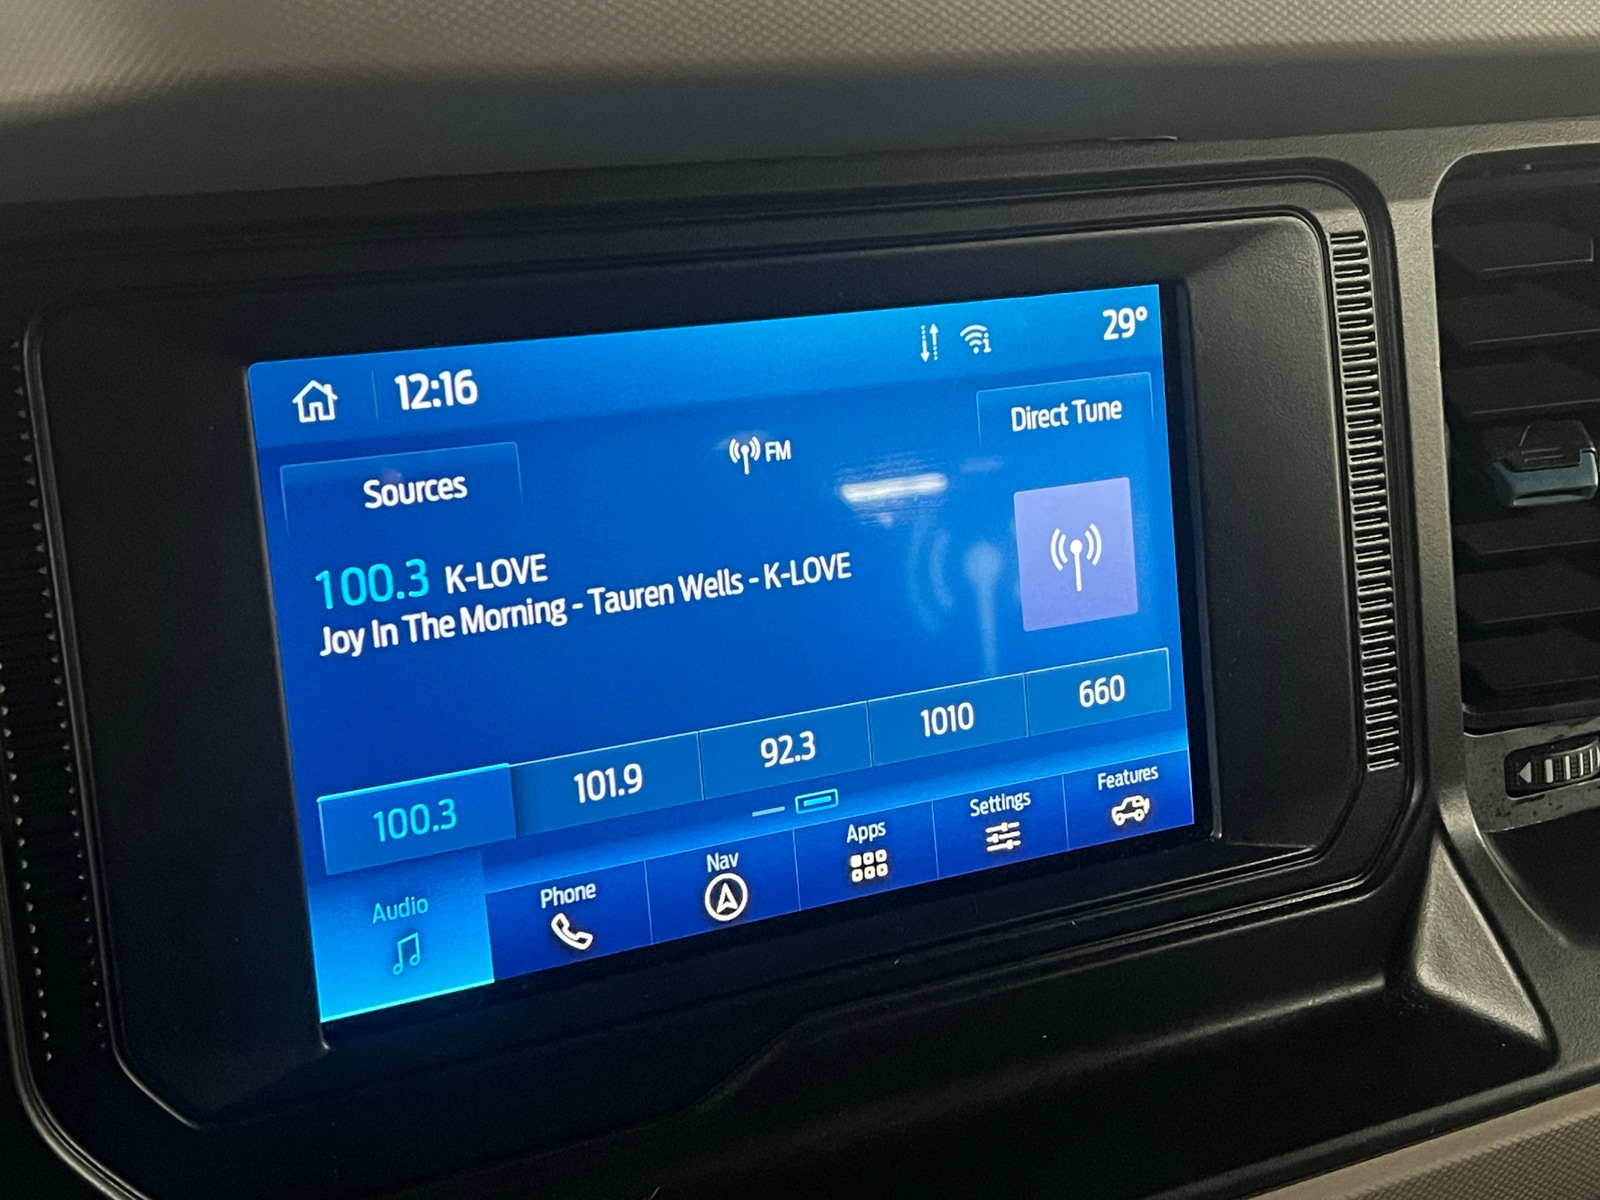 12:16
29°
Sources
FM
Direct Tune
100.3 K-LOVE
Joy In The Morning - Tauren Wells - K-LOVE
100.3
101.9
92.3
1010
660
Audio
Phone
Nav
Apps
Settings
Features